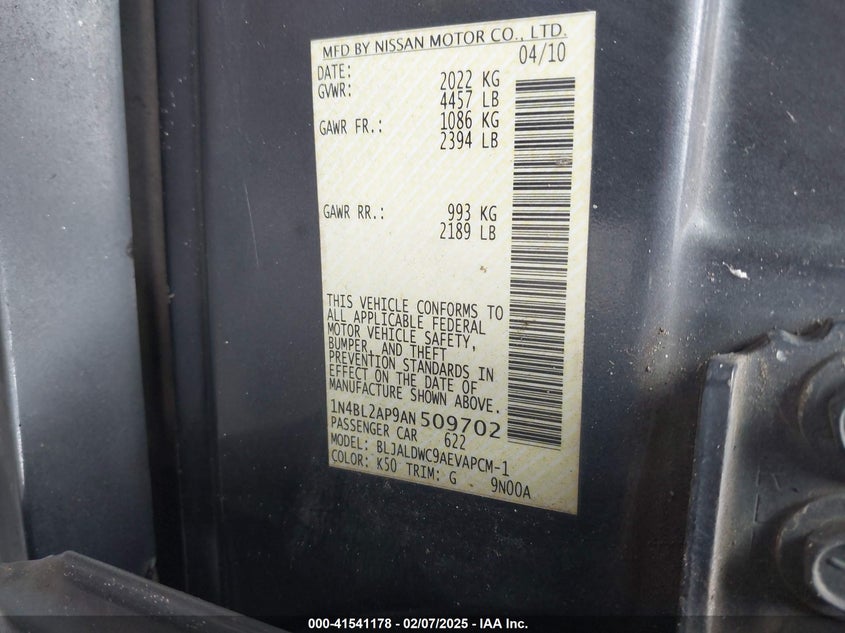 MFD BY NISSAN MOTOR CO., LTD.
DATE: 04/10
GVWR: 2022 KG
4457 LB
GAWR FR.: 1086 KG
2394 LB
GAWR RR.: 993 KG
2189 LB
THIS VEHICLE CONFORMS TO
ALL APPLICABLE FEDERAL
MOTOR VEHICLE SAFETY,
BUMPER, AND THEFT
PREVENTION STANDARDS IN
EFFECT ON THE DATE OF
MANUFACTURE SHOWN ABOVE.
1N4BL2AP9AN 509702
PASSENGER CAR 622
MODEL: BLJALDWC9AEVAPCM-1
COLOR: K50 TRIM: G 9N00A
000-41541178 - 02/07/2025 - IAA Inc.